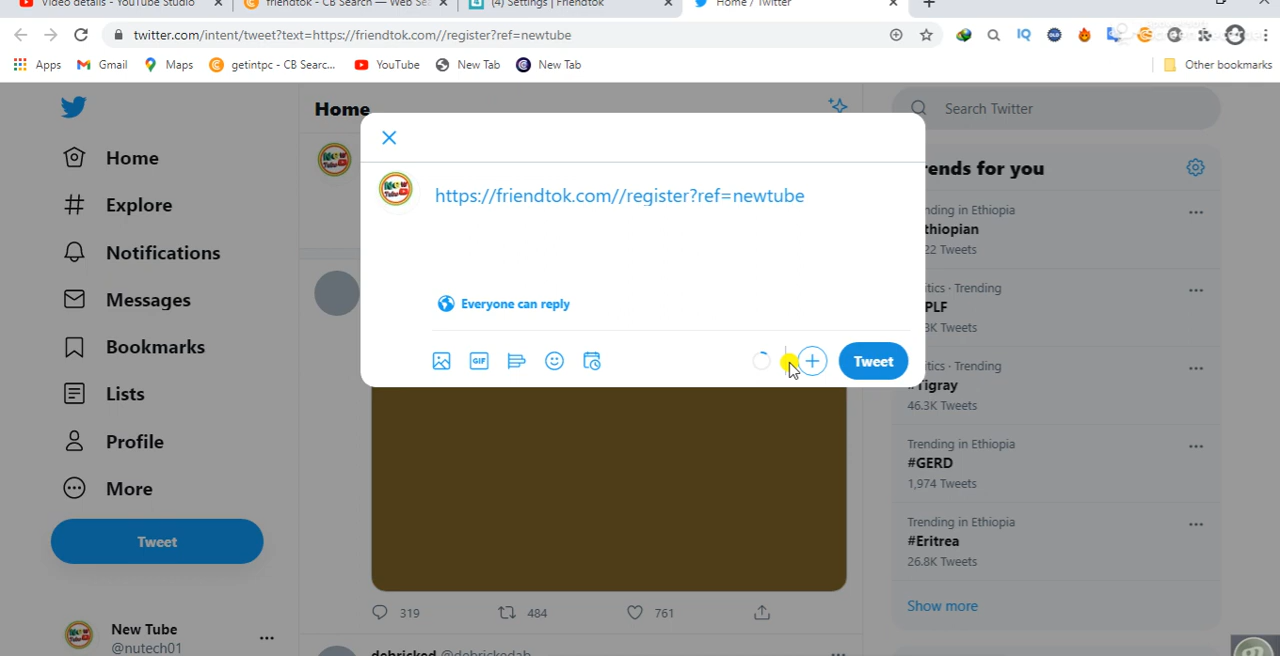 Video details - YouTube Studio
friendtok - CB Search — Web Se
(4) Settings | Friendtok
Home / Twitter
twitter.com/intent/tweet?text=https://friendtok.com//register?ref=newtube
Apps
Gmail
Maps
getintpc - CB Searc...
YouTube
New Tab
New Tab
Other bookmarks
Home
Search Twitter
Home
Explore
Notifications
Messages
Bookmarks
Lists
Profile
More
Tweet
New Tube
@nutech01
https://friendtok.com//register?ref=newtube
Everyone can reply
GIF
Tweet
319
484
761
debricked @debrickedab
rends for you
nding in Ethiopia
thiopian
22 Tweets
itics · Trending
PLF
3K Tweets
itics · Trending
#Tigray
46.3K Tweets
Trending in Ethiopia
#GERD
1,974 Tweets
Trending in Ethiopia
#Eritrea
26.8K Tweets
Show more